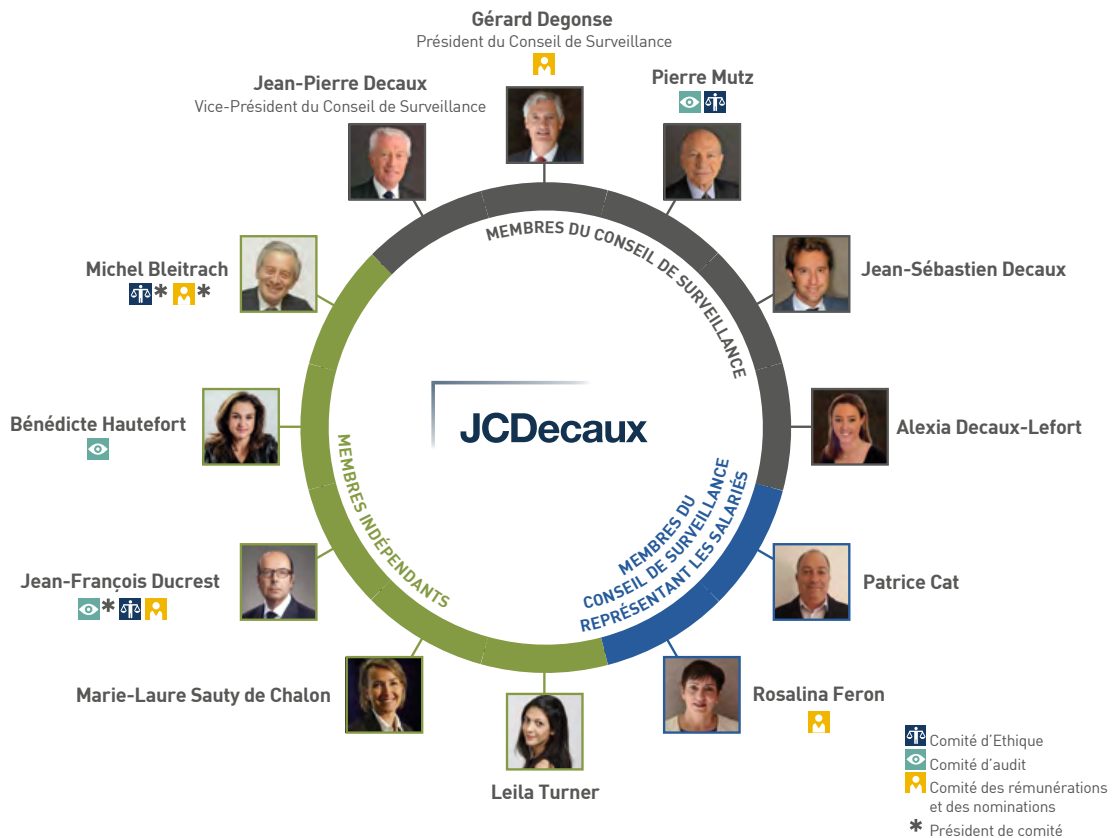 Gérard Degonse
Président du Conseil de Surveillance
Jean-Pierre Decaux
Vice-Président du Conseil de Surveillance
Pierre Mutz
Michel Bleitrach
* *
Jean-Sébastien Decaux
MEMBRES DU CONSEIL DE SURVEILLANCE
Bénédicte Hautefort
JCDecaux
Alexia Decaux-Lefort
MEMBRES INDÉPENDANTS
MEMBRES DU
CONSEIL DE SURVEILLANCE
REPRÉSENTANT LES SALARIÉS
Jean-François Ducrest
*
Patrice Cat
Marie-Laure Sauty de Chalon
Rosalina Feron
Leila Turner
Comité d'Ethique
Comité d'audit
Comité des rémunérations
et des nominations
* Président de comité